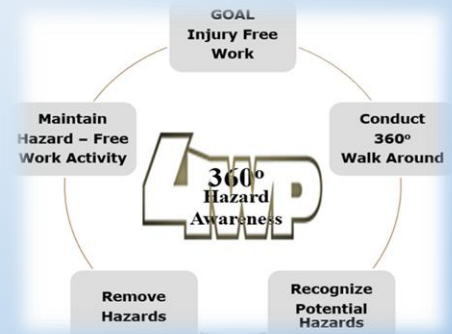 GOAL
Injury Free
Work
Conduct
360º
Walk Around
Recognize
Potential
Hazards
Remove
Hazards
Maintain
Hazard – Free
Work Activity
4WP
360º
Hazard
Awareness